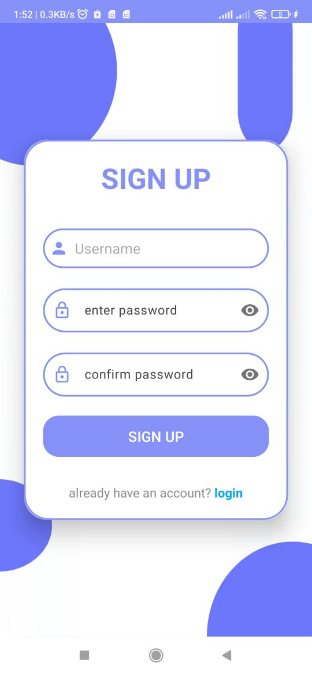 1:52 | 0.3KB/s
SIGN UP
Username
enter password
confirm password
SIGN UP
already have an account? login